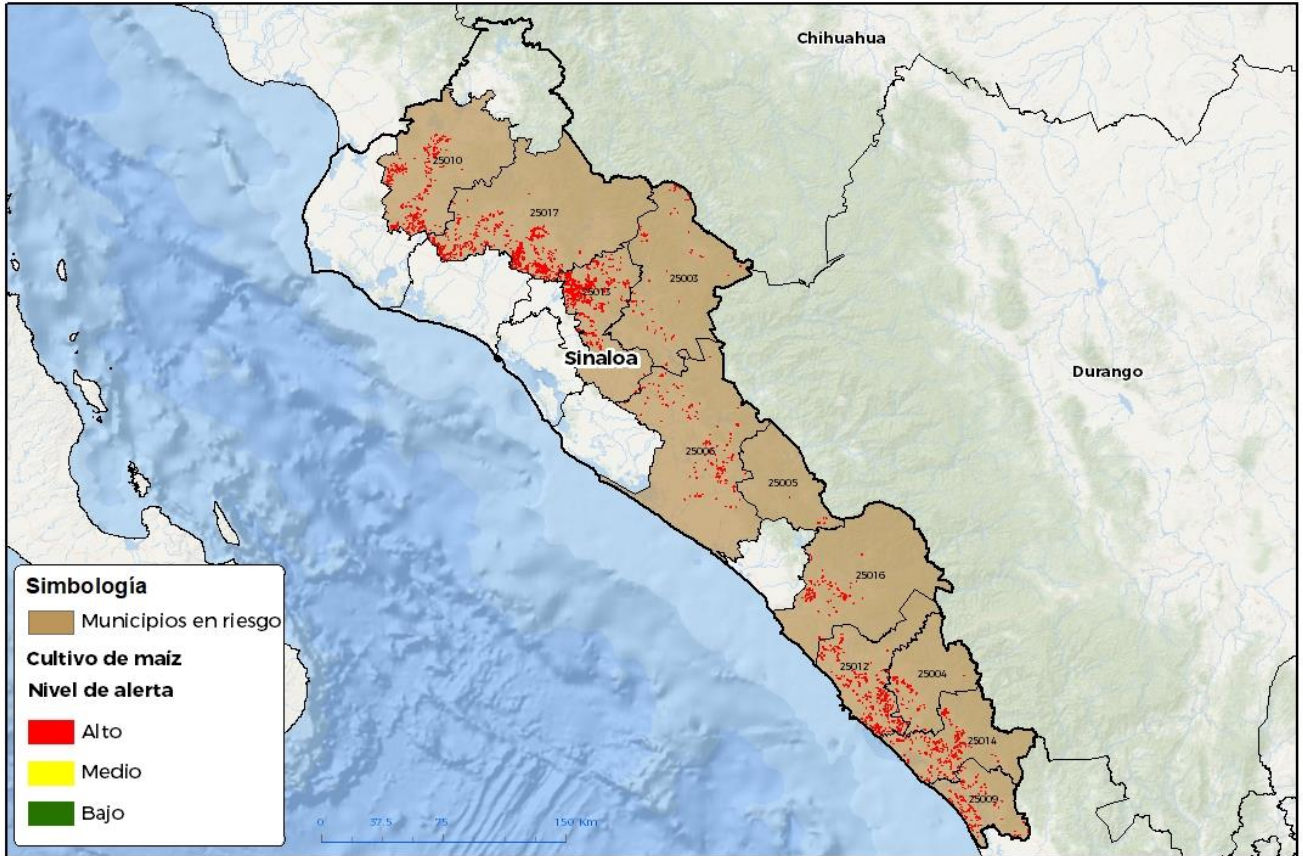 Chihuahua
25010
25017
25003
25013
Sinaloa
Durango
25006
25005
25016
25012
25004
25014
25009
Simbología
Municipios en riesgo
Cultivo de maíz
Nivel de alerta
Alto
Medio
Bajo
0 37.5 75 150 Km